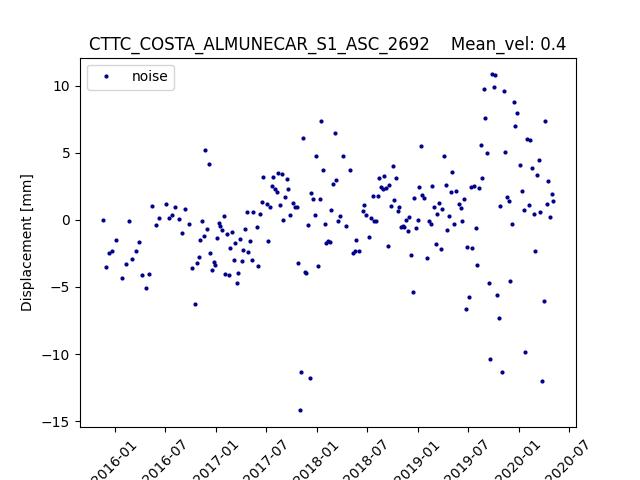 CTTC_COSTA_ALMUNECAR_S1_ASC_2692    Mean_vel: 0.4
noise
Displacement [mm]
10
5
0
−5
−10
−15
2016-01 2016-07 2017-01 2017-07 2018-01 2018-07 2019-01 2019-07 2020-01 2020-07